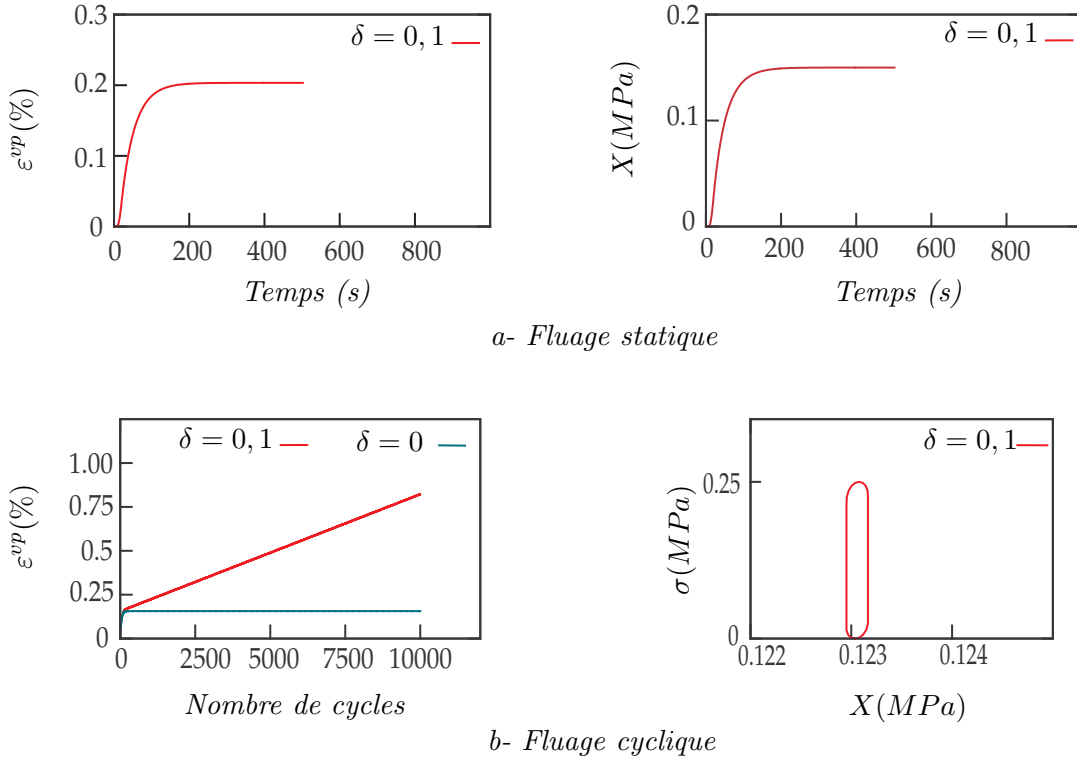 0.3
0.2
0.1
0
ε^{vp}(%)
δ = 0, 1
0 200 400 600 800
Temps (s)
0.2
0.1
0
X(MPa)
δ = 0, 1
0 200 400 600 800
Temps (s)
a- Fluage statique
1.00
0.75
0.5
0.25
0
ε^{vp}(%)
δ = 0, 1 δ = 0
0 2500 5000 7500 10000
Nombre de cycles
0.25
0
σ(MPa)
δ = 0, 1
0.122 0.123 0.124
X(MPa)
b- Fluage cyclique